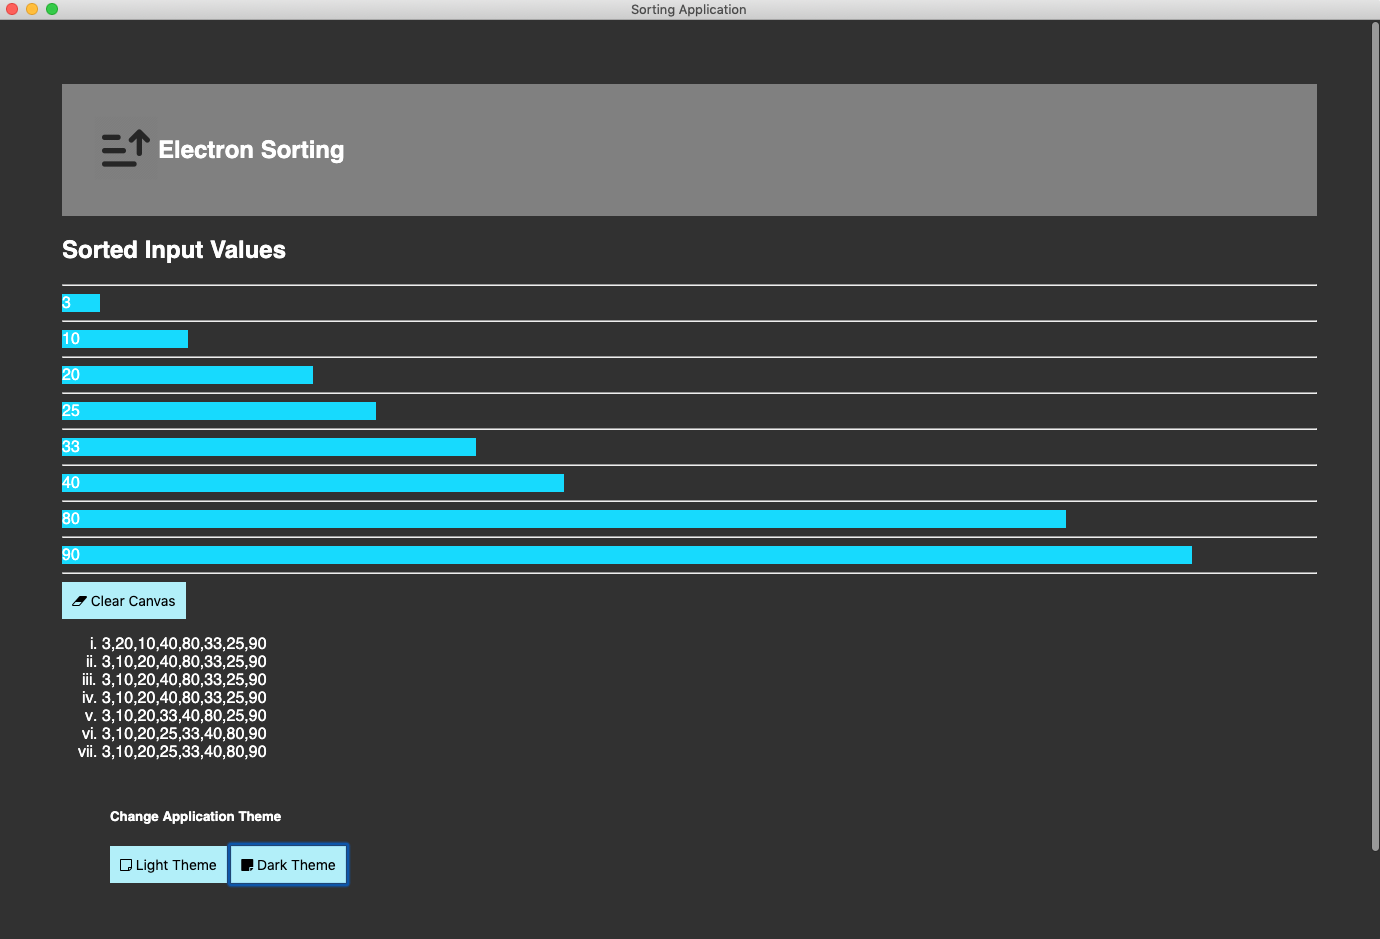 Sorting Application
Electron Sorting
Sorted Input Values
3
10
20
25
33
40
80
90
Clear Canvas
i. 3,20,10,40,80,33,25,90
ii. 3,10,20,40,80,33,25,90
iii. 3,10,20,40,80,33,25,90
iv. 3,10,20,40,80,33,25,90
v. 3,10,20,33,40,80,25,90
vi. 3,10,20,25,33,40,80,90
vii. 3,10,20,25,33,40,80,90
Change Application Theme
Light Theme Dark Theme